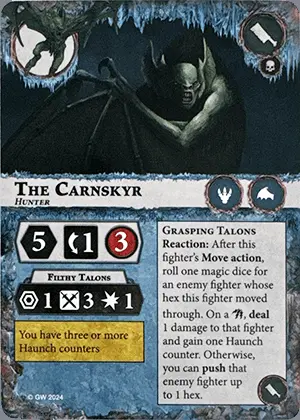 THE CARNSKYR
HUNTER
5 1 3
FILTHY TALONS
1 3 1
You have three or more
Haunch counters
© GW 2024
GRASPING TALONS
Reaction: After this
fighter's Move action,
roll one magic dice for
an enemy fighter whose
hex this fighter moved
through. On a , deal
1 damage to that fighter
and gain one Haunch
counter. Otherwise,
you can push that
enemy fighter up
to 1 hex.